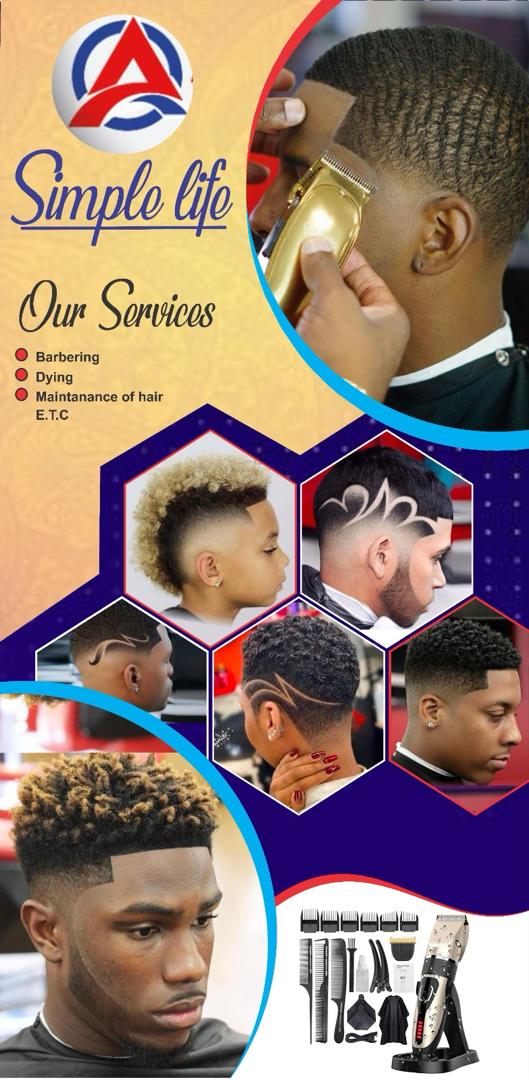 A
Simple life
Our Services
Barbering
Dying
Maintanance of hair
E.T.C